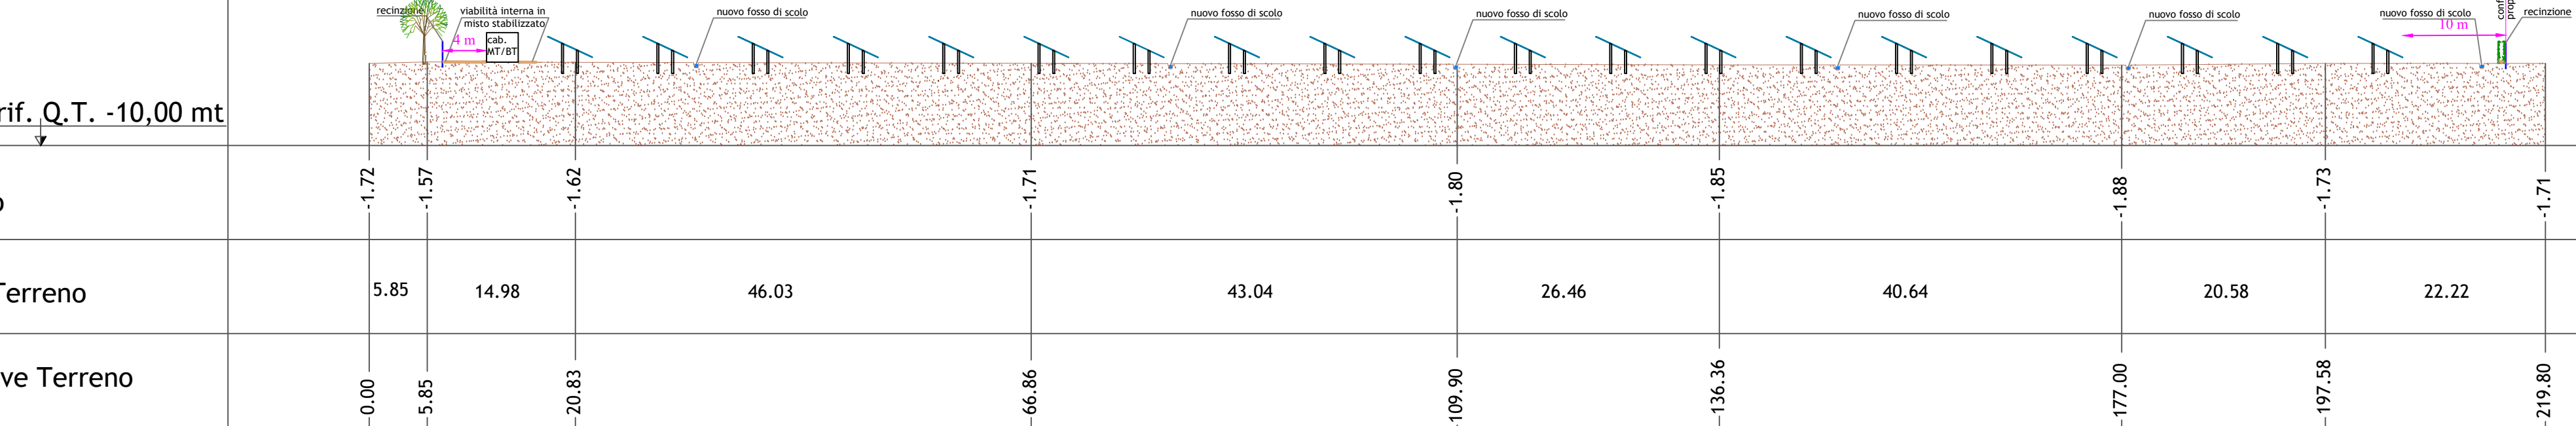 recinzione
viabilità interna in
misto stabilizzato
nuovo fosso di scolo
nuovo fosso di scolo
nuovo fosso di scolo
nuovo fosso di scolo
nuovo fosso di scolo
nuovo fosso di scolo
recinzione
4 m
cab.
MT/BT
10 m
rif. Q.T. -10,00 mt
-1.72
-1.57
-1.62
-1.71
-1.80
-1.85
-1.88
-1.73
-1.71
Terreno
5.85
14.98
46.03
43.04
26.46
40.64
20.58
22.22
ve Terreno
0.00
5.85
20.83
66.86
109.90
136.36
177.00
197.58
219.80